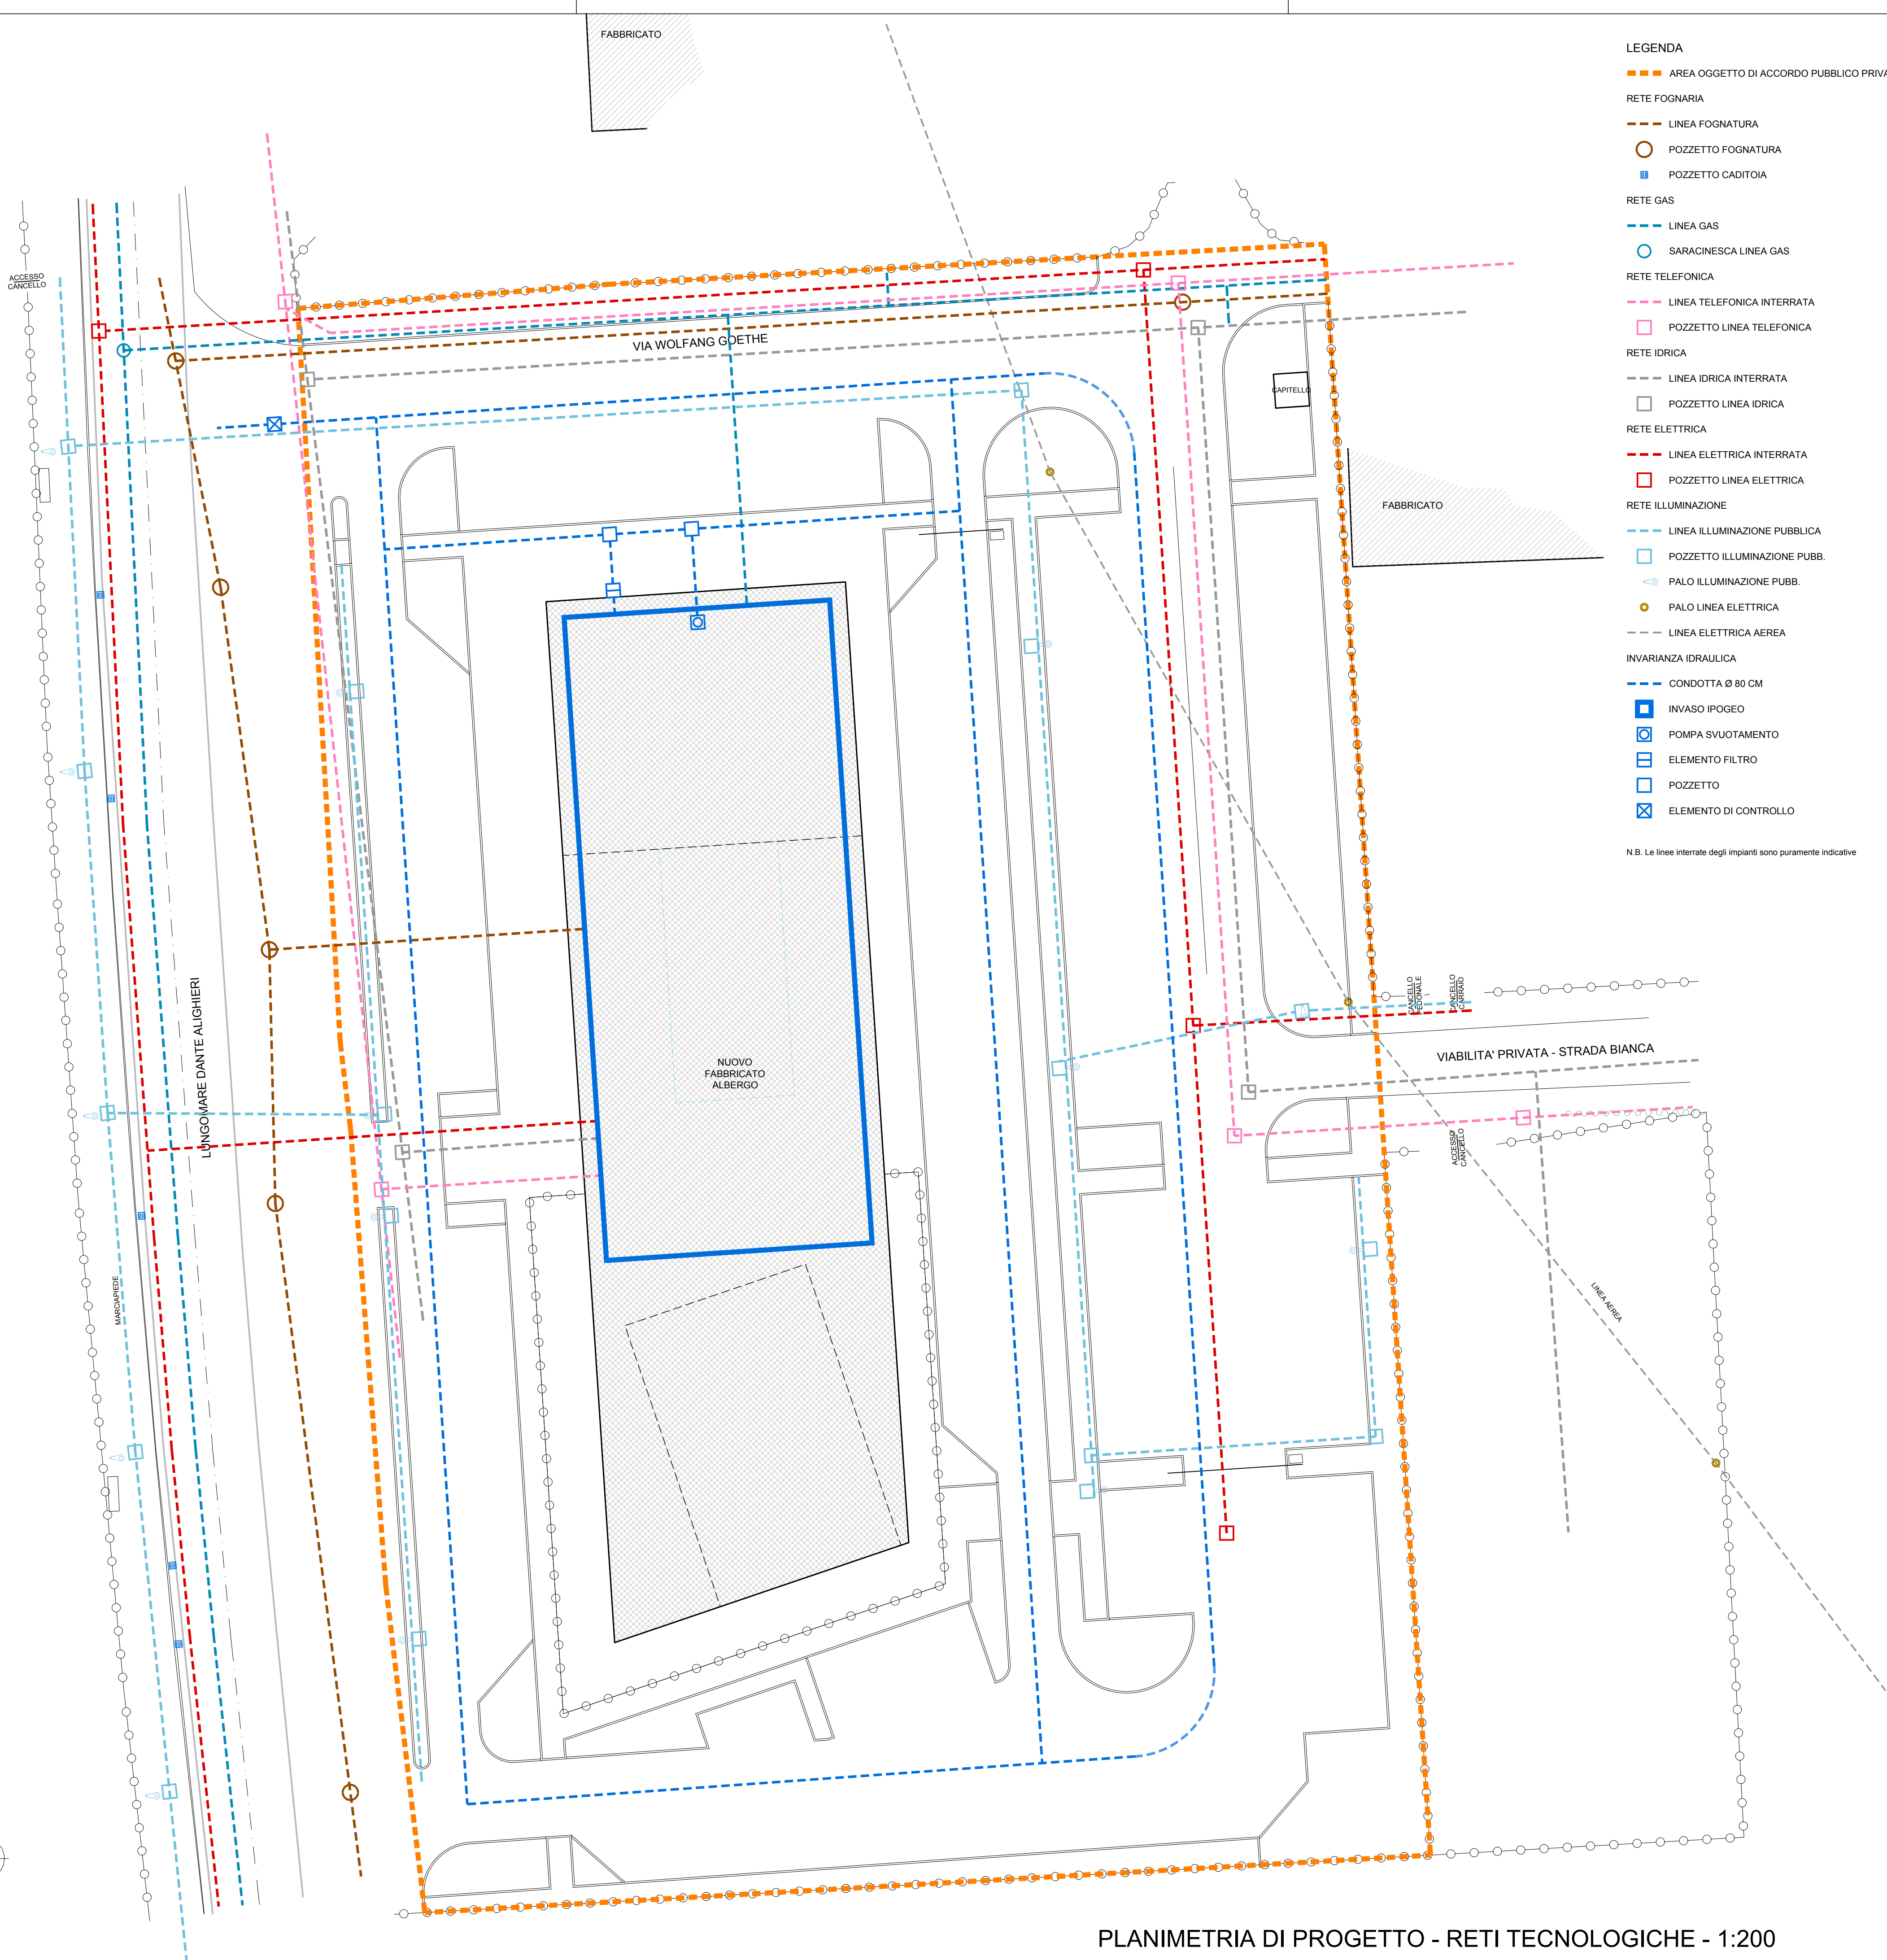 FABBRICATO
LEGENDA
AREA OGGETTO DI ACCORDO PUBBLICO PRIVA
RETE FOGNARIA
LINEA FOGNATURA
POZZETTO FOGNATURA
POZZETTO CADITOIA
RETE GAS
LINEA GAS
SARACINESCA LINEA GAS
RETE TELEFONICA
LINEA TELEFONICA INTERRATA
POZZETTO LINEA TELEFONICA
RETE IDRICA
LINEA IDRICA INTERRATA
POZZETTO LINEA IDRICA
RETE ELETTRICA
LINEA ELETTRICA INTERRATA
POZZETTO LINEA ELETTRICA
RETE ILLUMINAZIONE
LINEA ILLUMINAZIONE PUBBLICA
POZZETTO ILLUMINAZIONE PUBB.
PALO ILLUMINAZIONE PUBB.
PALO LINEA ELETTRICA
LINEA ELETTRICA AEREA
INVARIANZA IDRAULICA
CONDOTTA Ø 80 CM
INVASO IPOGEO
POMPA SVUOTAMENTO
ELEMENTO FILTRO
POZZETTO
ELEMENTO DI CONTROLLO
N.B. Le linee interrate degli impianti sono puramente indicative
ACCESSO
CANCELLO
VIA WOLFANG GOETHE
CAPITELLO
FABBRICATO
CANCELLO
PEDONALE
CANCELLO
CARRAIO
LUNGOMARE DANTE ALIGHIERI
NUOVO
FABBRICATO
ALBERGO
VIABILITA' PRIVATA - STRADA BIANCA
ACCESSO
CANCELLO
MARCIAPIEDE
LINEA AEREA
PLANIMETRIA DI PROGETTO - RETI TECNOLOGICHE - 1:200